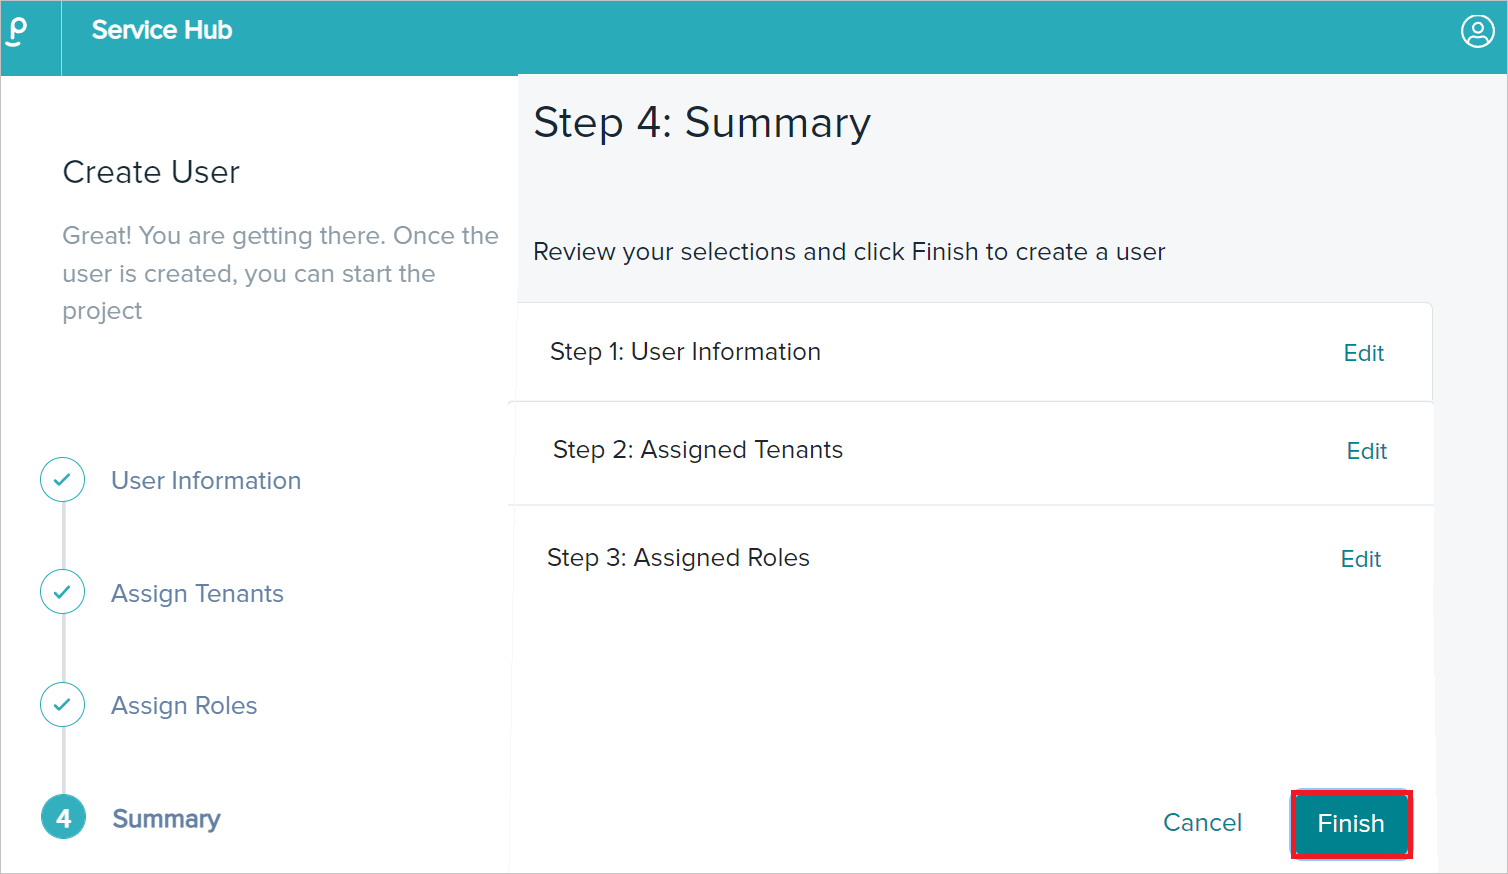 Service Hub
Create User
Great! You are getting there. Once the
user is created, you can start the
project
User Information
Assign Tenants
Assign Roles
4
Summary
Step 4: Summary
Review your selections and click Finish to create a user
Step 1: User Information
Edit
Step 2: Assigned Tenants
Edit
Step 3: Assigned Roles
Edit
Cancel
Finish